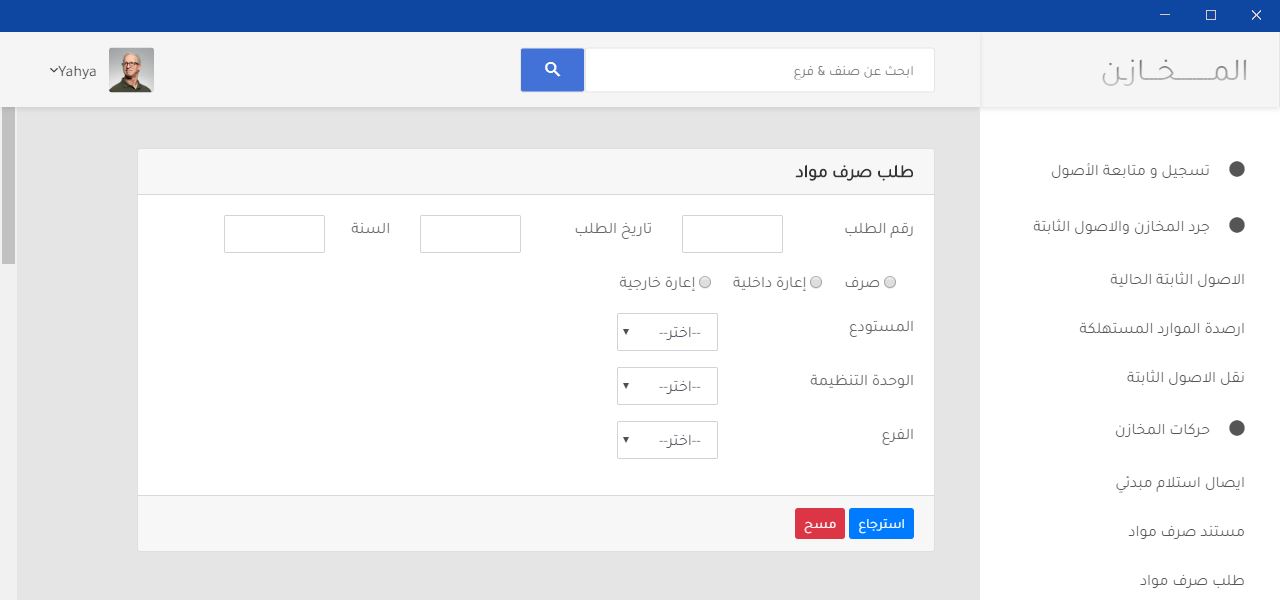 المـــــــخـــازن
ابحث عن صنف & فرع
Yahya
تسجيل و متابعة الأصول
جرد المخازن والاصول الثابتة
الاصول الثابتة الحالية
ارصدة الموارد المستهلكة
نقل الاصول الثابتة
حركات المخازن
ايصال استلام مبدئي
مستند صرف مواد
طلب صرف مواد
طلب صرف مواد
رقم الطلب تاريخ الطلب السنة
صرف إعارة داخلية إعارة خارجية
المستودع --اختر--
الوحدة التنظيمة --اختر--
الفرع --اختر--
استرجاع مسح